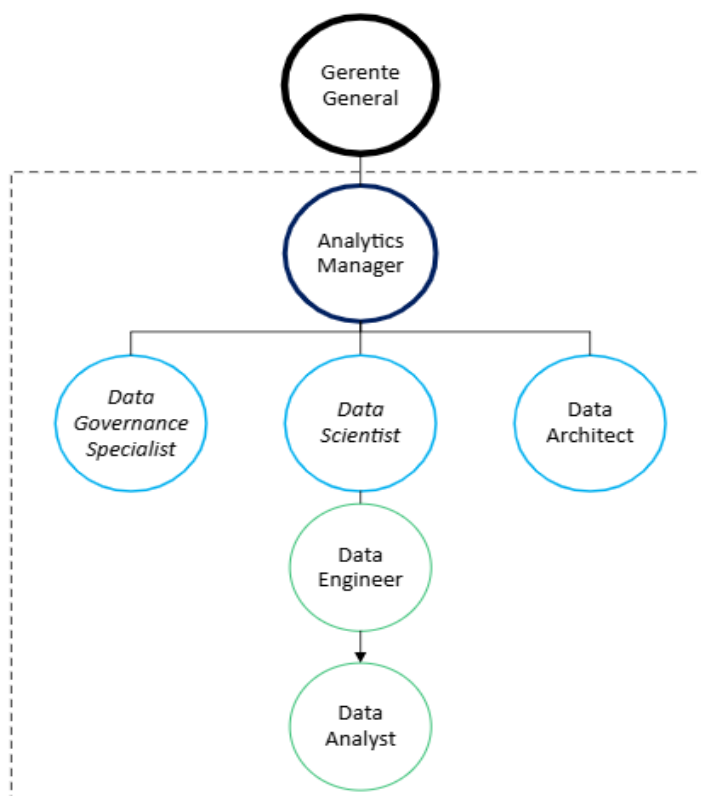 Gerente
General
Analytics
Manager
Data
Governance
Specialist
Data
Scientist
Data
Architect
Data
Engineer
Data
Analyst